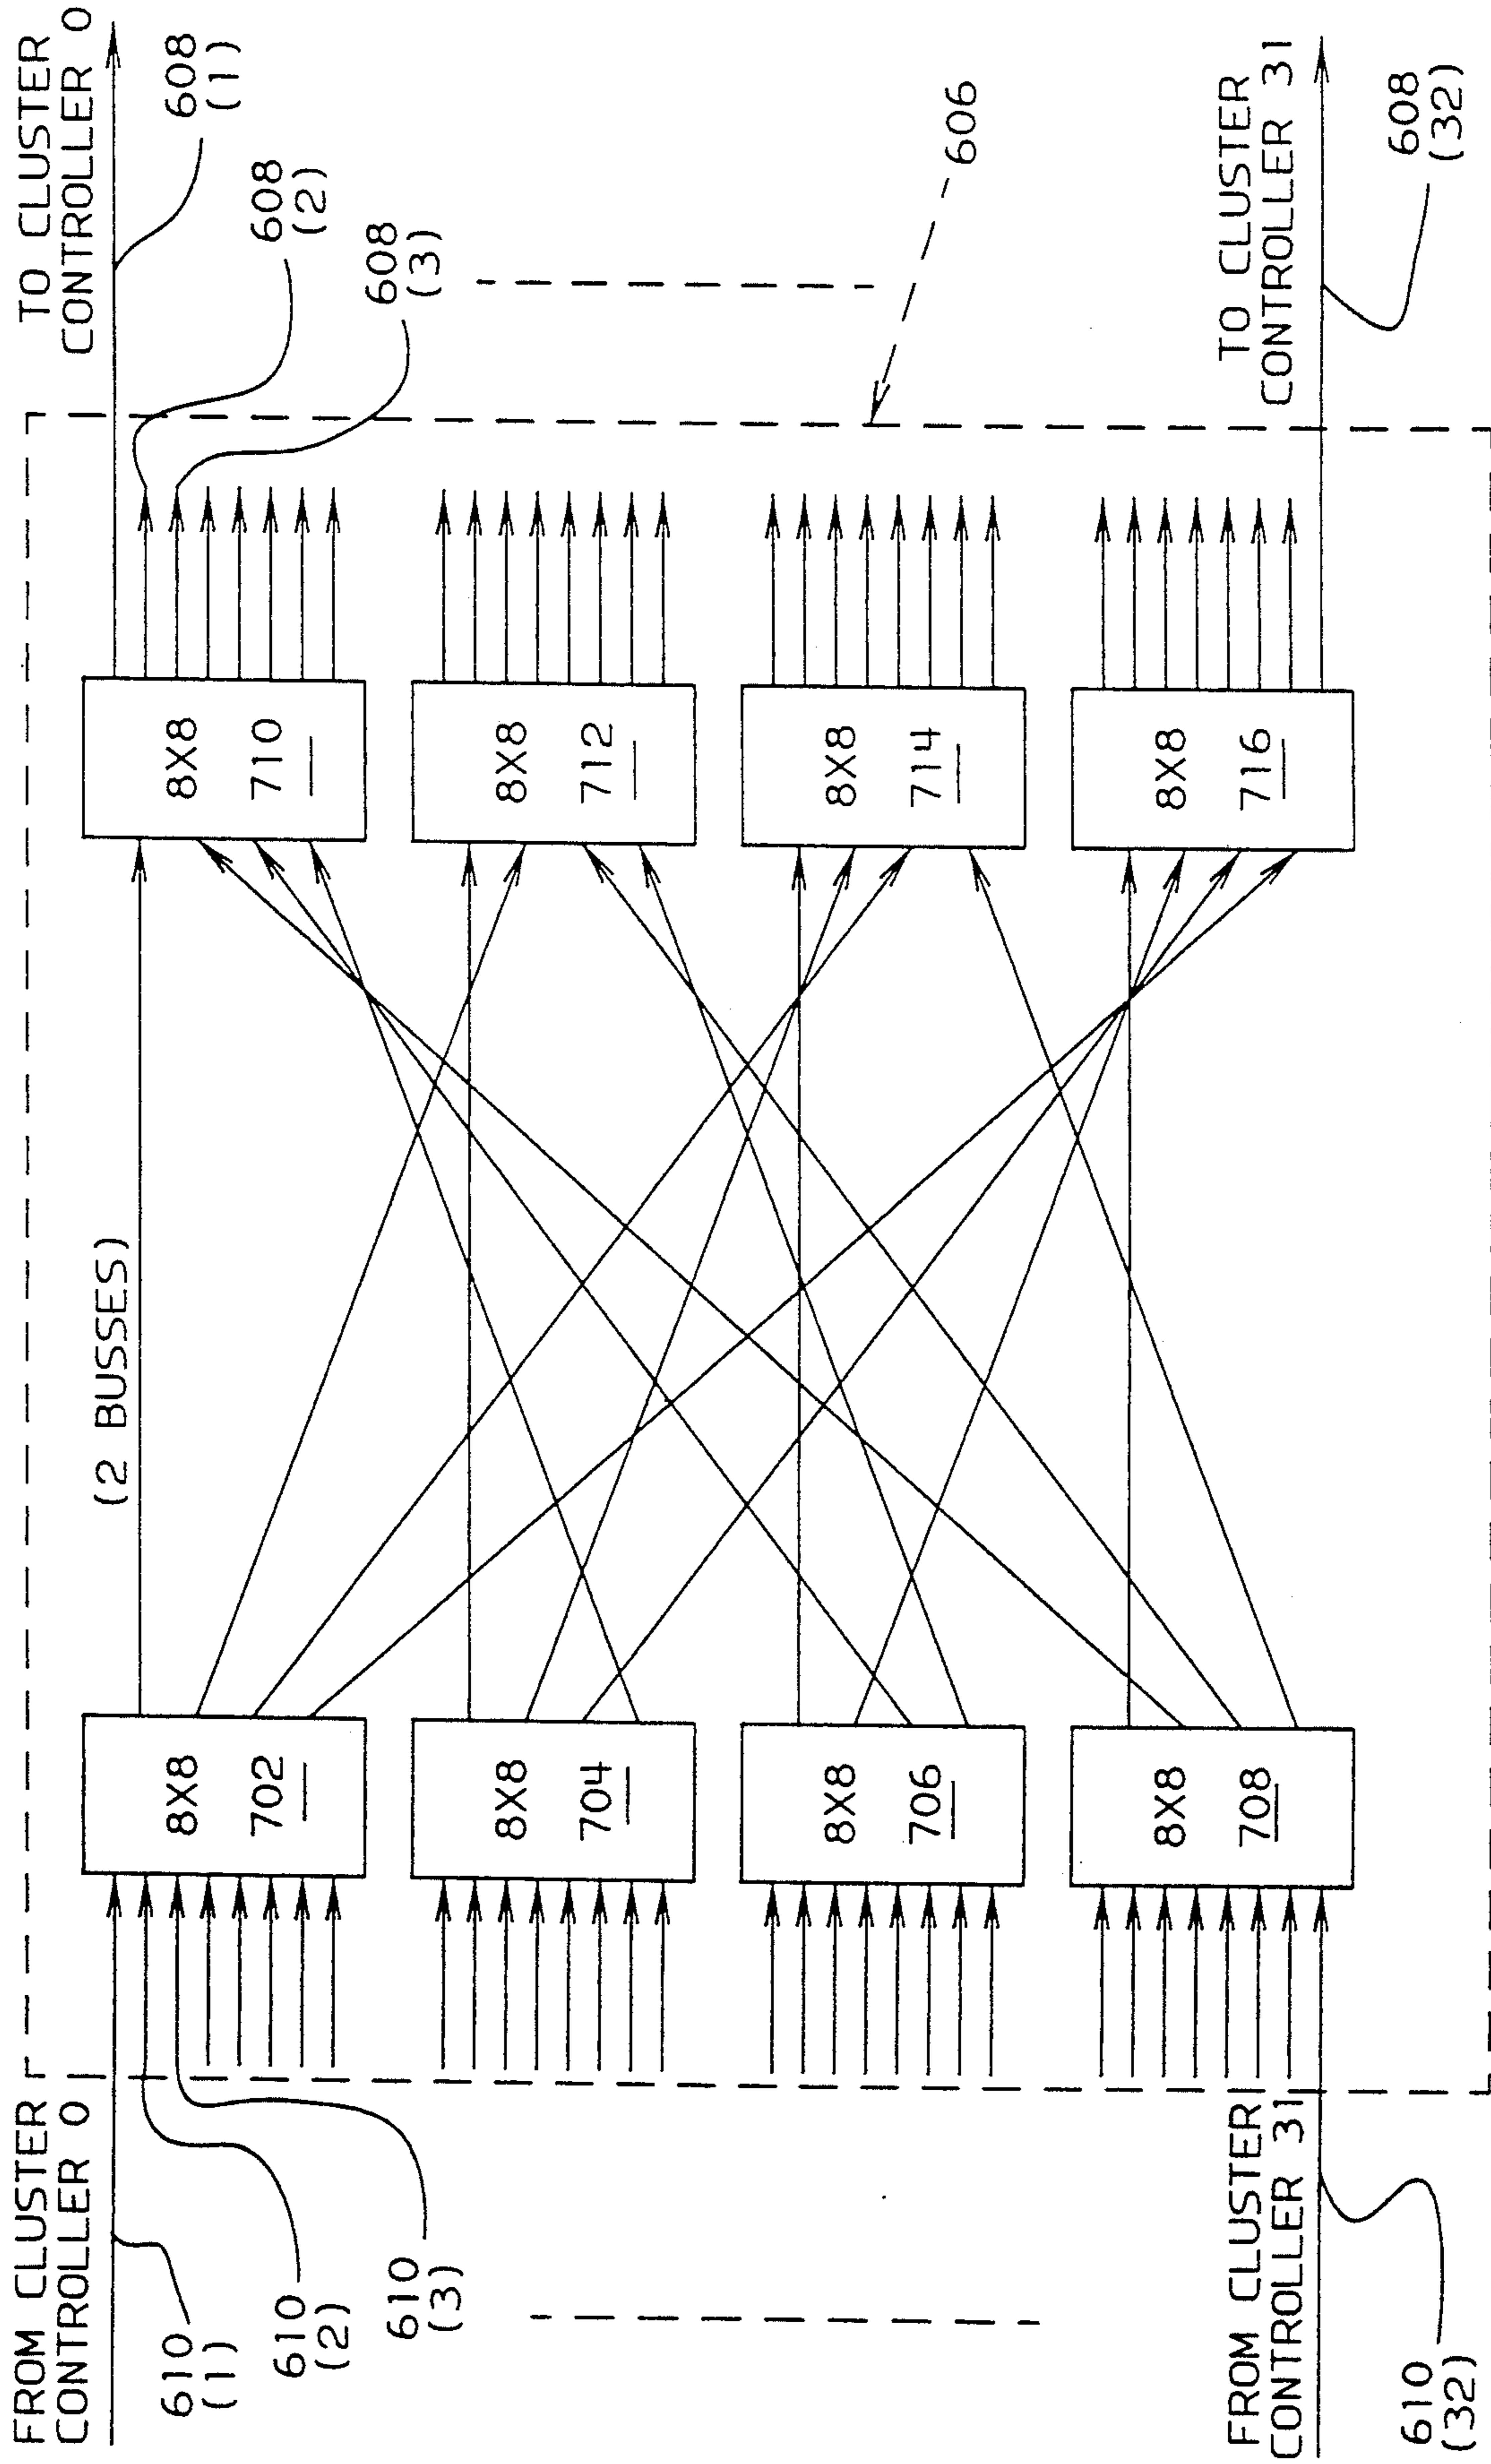 FROM CLUSTER
CONTROLLER 0
610
(1)
610
(2)
610
(3)
FROM CLUSTER
CONTROLLER 31
610
(32)
8X8
702
8X8
704
8X8
706
8X8
708
(2 BUSSES)
8X8
710
8X8
712
8X8
714
8X8
716
TO CLUSTER
CONTROLLER 0
608
(1)
608
(2)
608
(3)
606
TO CLUSTER
CONTROLLER 31
608
(32)